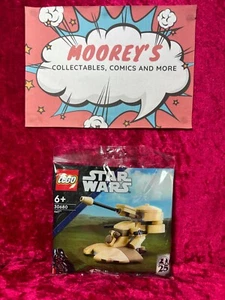 MOOREY'S
COLLECTABLES, COMICS AND MORE
LEGO
STAR
WARS
6+
30680
25